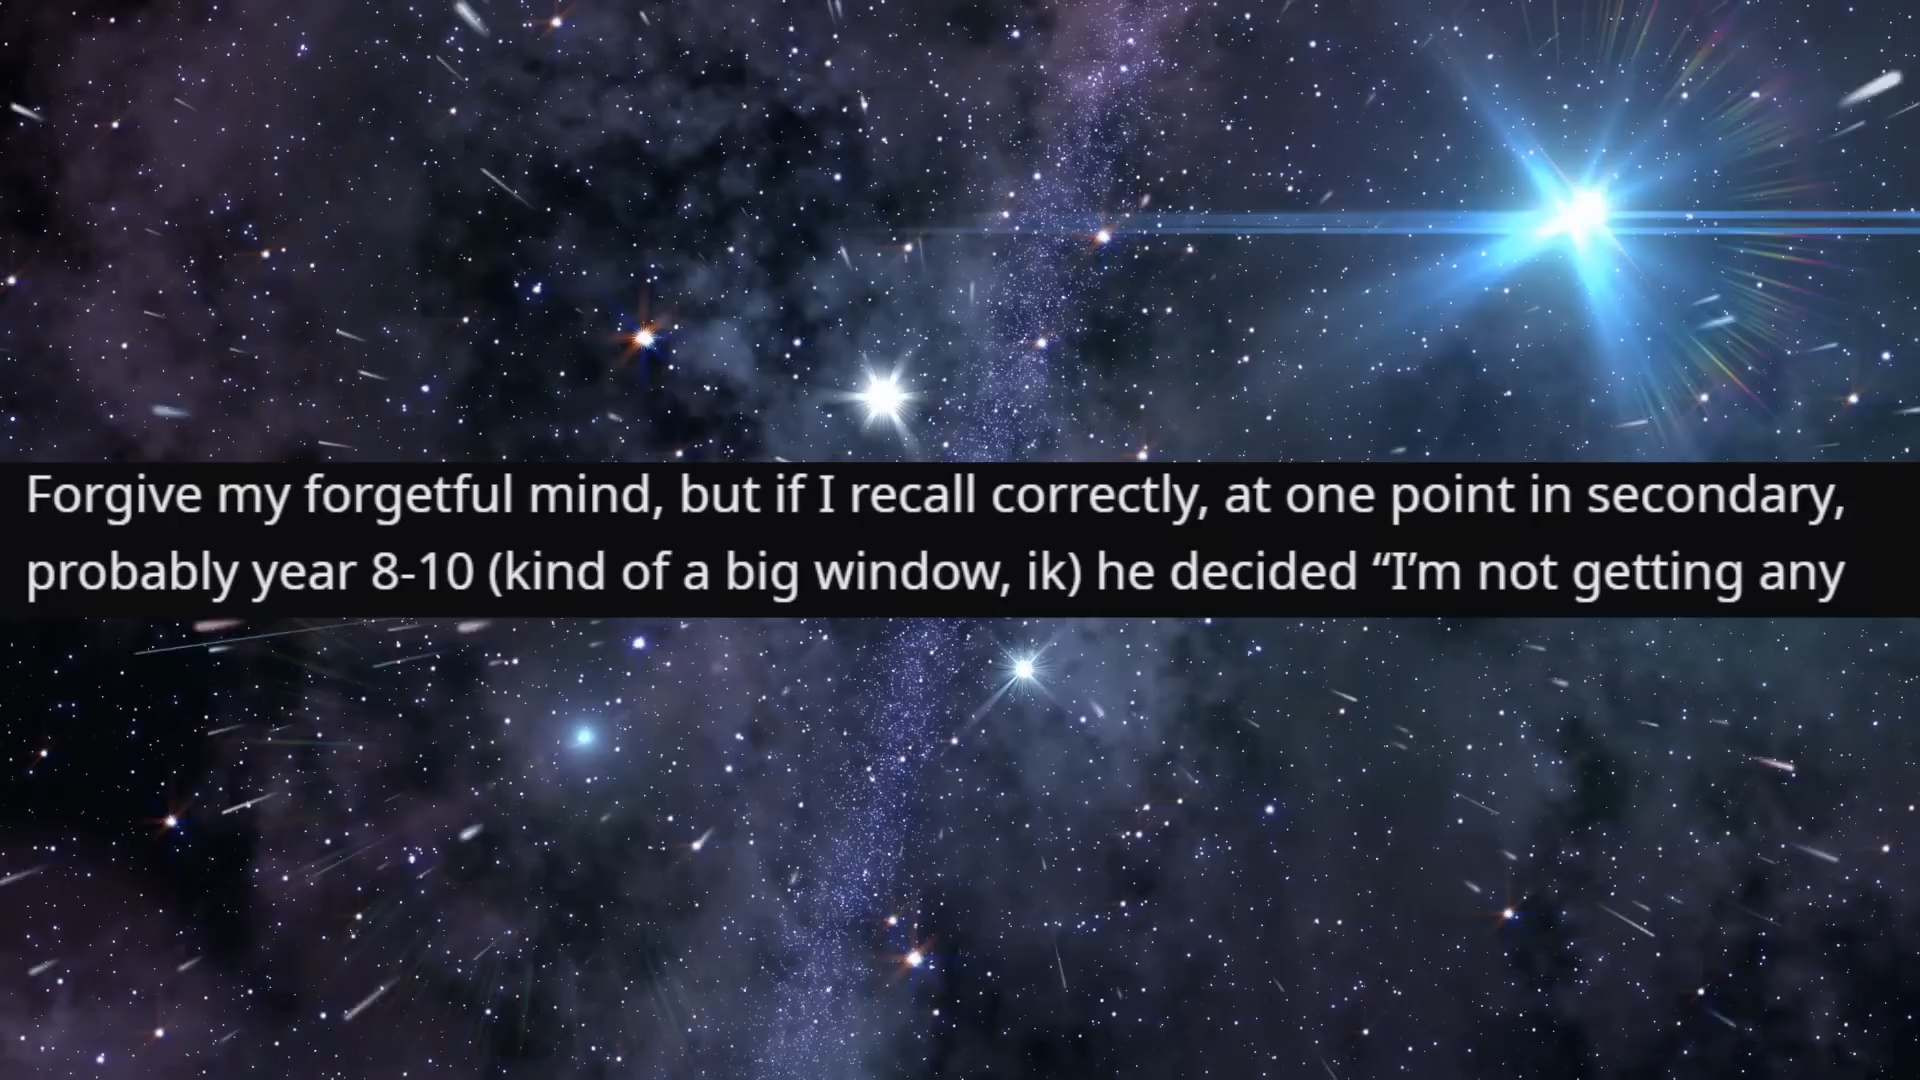 Forgive my forgetful mind, but if I recall correctly, at one point in secondary,
probably year 8-10 (kind of a big window, ik) he decided “I’m not getting any